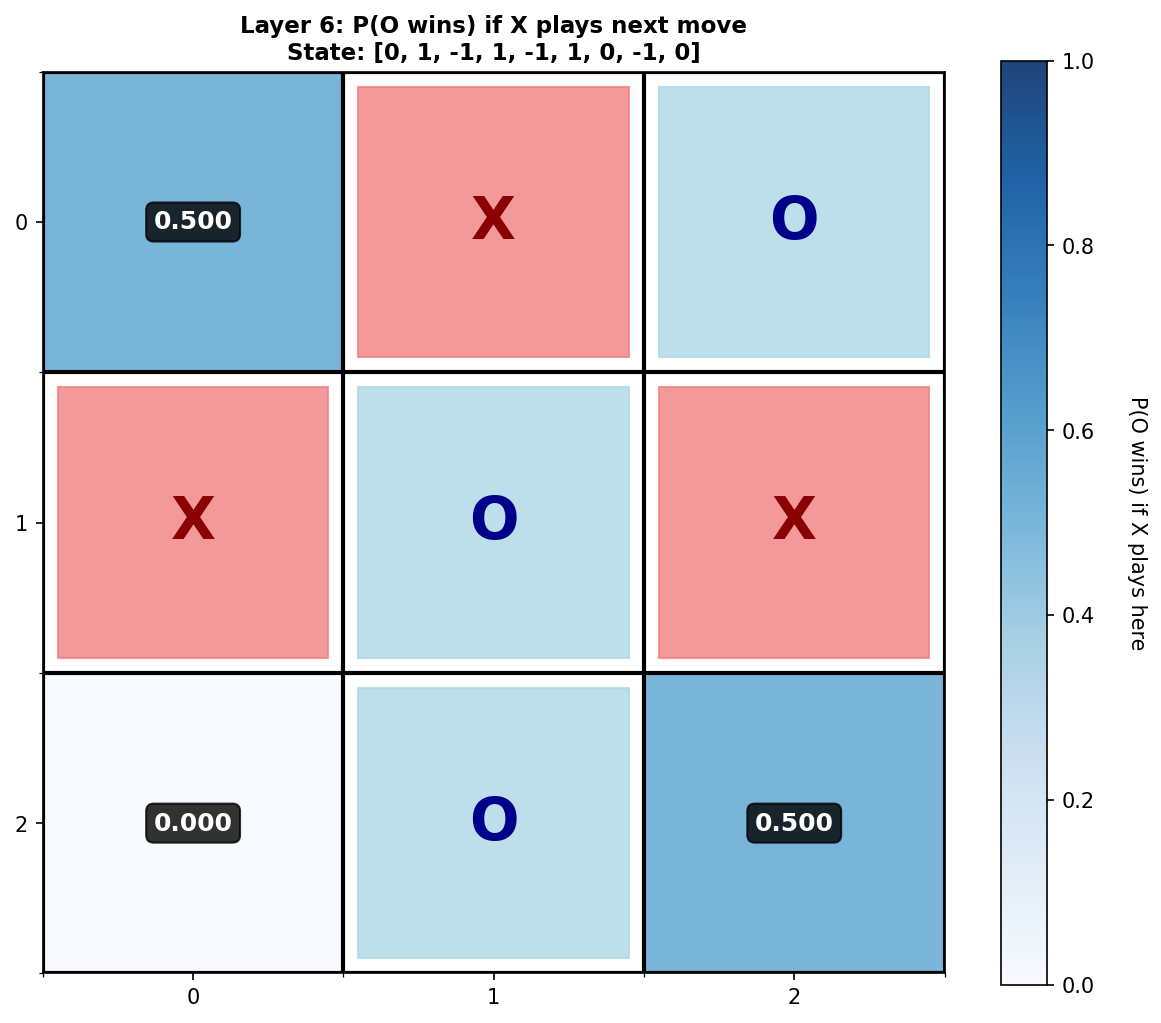 Layer 6: P(O wins) if X plays next move
State: [0, 1, -1, 1, -1, 1, 0, -1, 0]
0
0.500
X
O
1
X
O
X
2
0.000
O
0.500
0
1
2
1.0
0.8
0.6
0.4
0.2
0.0
P(O wins) if X plays here